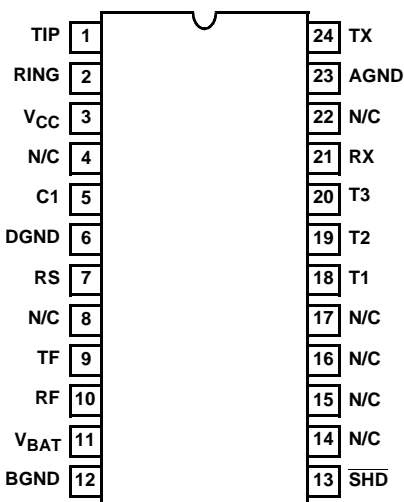 TIP 1 24 TX
RING 2 23 AGND
VCC 3 22 N/C
N/C 4 21 RX
C1 5 20 T3
DGND 6 19 T2
RS 7 18 T1
N/C 8 17 N/C
TF 9 16 N/C
RF 10 15 N/C
VBAT 11 14 N/C
BGND 12 13 S̅H̅D̅